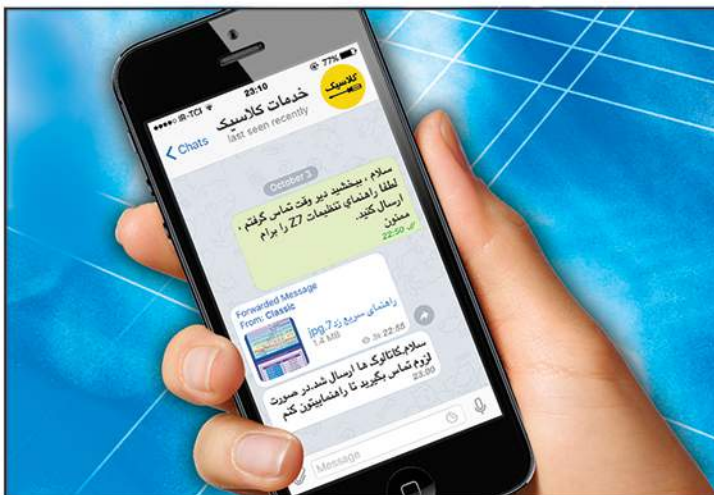 IR-TCI
23:10
77%
Chats
خدمات کلاسیک
last seen recently
کلاسیک
October 3
سلام ، ببخشید دیر وقت تماس گرفتم ،
لطفا راهنمای تنظیمات Z7 را برام
ارسال کنید.
ممنون
22:50
Forwarded Message
From: Classic
راهنمای سریع زد7.jpg
1.4 MB
22:55
سلام،کاتالوگ ها ارسال شد.در صورت
لزوم تماس بگیرید تا راهنماییتون کنم
23.00
Message